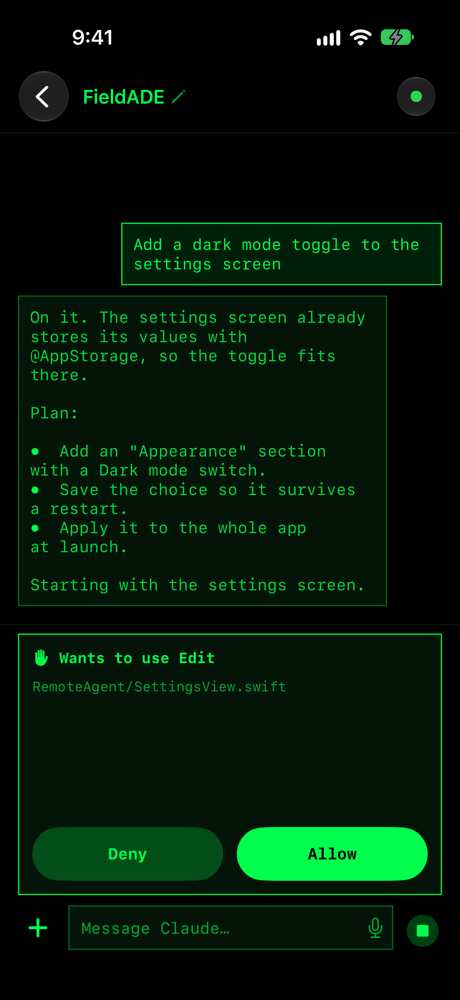 9:41
FieldADE
Add a dark mode toggle to the
settings screen
On it. The settings screen already
stores its values with
@AppStorage, so the toggle fits
there.
Plan:
● Add an "Appearance" section
with a Dark mode switch.
● Save the choice so it survives
a restart.
● Apply it to the whole app
at launch.
Starting with the settings screen.
Wants to use Edit
RemoteAgent/SettingsView.swift
Deny
Allow
Message Claude…